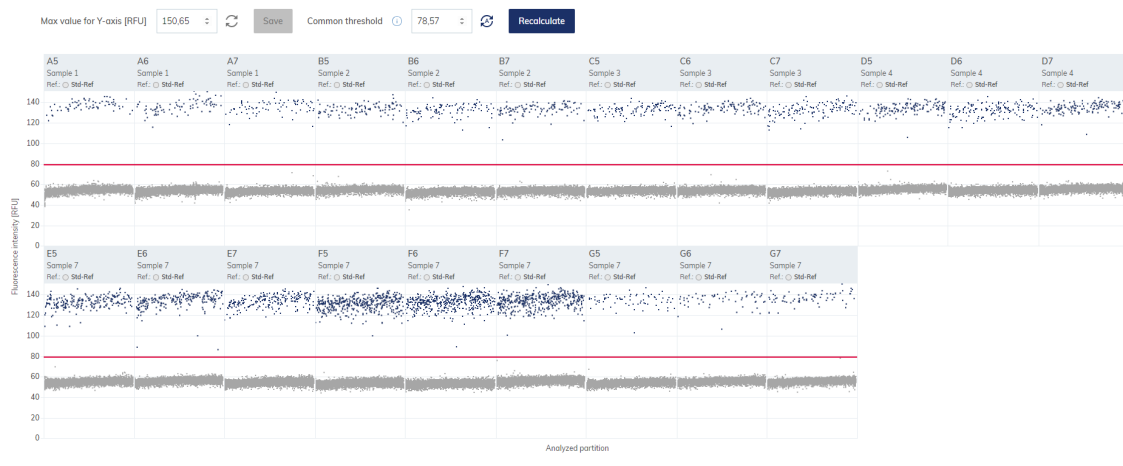 Max value for Y-axis [RFU] 150,65 Save Common threshold 78,57 Recalculate
A5 A6 A7 B5 B6 B7 C5 C6 C7 D5 D6 D7
Sample 1 Sample 1 Sample 1 Sample 2 Sample 2 Sample 2 Sample 3 Sample 3 Sample 3 Sample 4 Sample 4 Sample 4
Ref.: Std-Ref Ref.: Std-Ref Ref.: Std-Ref Ref.: Std-Ref Ref.: Std-Ref Ref.: Std-Ref Ref.: Std-Ref Ref.: Std-Ref Ref.: Std-Ref Ref.: Std-Ref Ref.: Std-Ref Ref.: Std-Ref
140
120
100
80
60
40
20
0
Fluorescence intensity [RFU]
E5 E6 E7 F5 F6 F7 G5 G6 G7
Sample 7 Sample 7 Sample 7 Sample 7 Sample 7 Sample 7 Sample 7 Sample 7 Sample 7
Ref.: Std-Ref Ref.: Std-Ref Ref.: Std-Ref Ref.: Std-Ref Ref.: Std-Ref Ref.: Std-Ref Ref.: Std-Ref Ref.: Std-Ref Ref.: Std-Ref
140
120
100
80
60
40
20
0
Analyzed partition